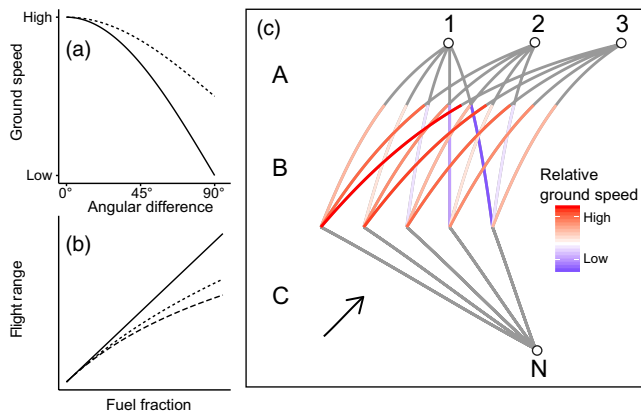 (a)
High
Low
Ground speed
0°
45°
90°
Angular difference
(b)
Flight range
Fuel fraction
(c)
1
2
3
A
B
C
N
Relative
ground speed
High
Low